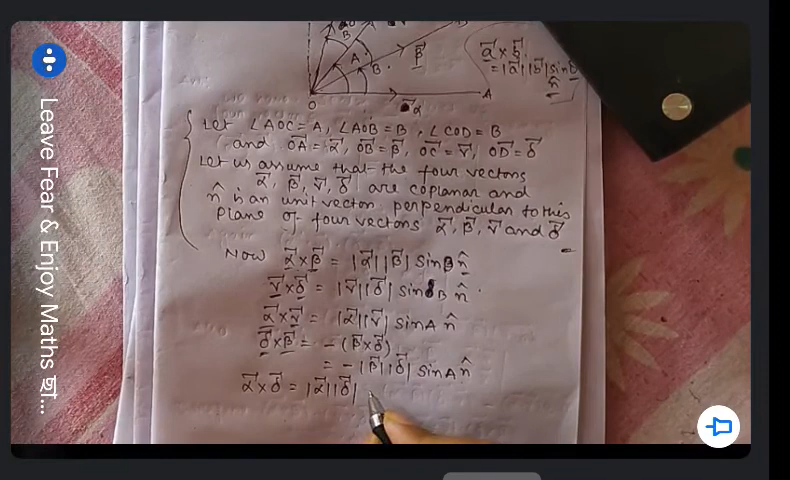 B
A
B
β⃗
O
α⃗
A
α⃗ × β⃗
= |α⃗||β⃗| sin θ
n̂
Let ∠AOC = A, ∠AOB = B, ∠COD = B
and OA⃗ = α⃗, OB⃗ = β⃗, OC⃗ = γ⃗, OD⃗ = δ⃗
Let us assume that the four vectors
α⃗, β⃗, γ⃗, δ⃗ are coplanar and
n̂ is an unit vector perpendicular to this
plane of four vectors α⃗, β⃗, γ⃗ and δ⃗
Now α⃗ × β⃗ = |α⃗||β⃗| sin B n̂
γ⃗ × δ⃗ = |γ⃗||δ⃗| sin B n̂
α⃗ × γ⃗ = |α⃗||γ⃗| sin A n̂
δ⃗ × β⃗ = -(β⃗ × δ⃗)
= -|β⃗||δ⃗| sin A n̂
α⃗ × δ⃗ = |α⃗||δ⃗|
Leave Fear & Enjoy Maths ছা...